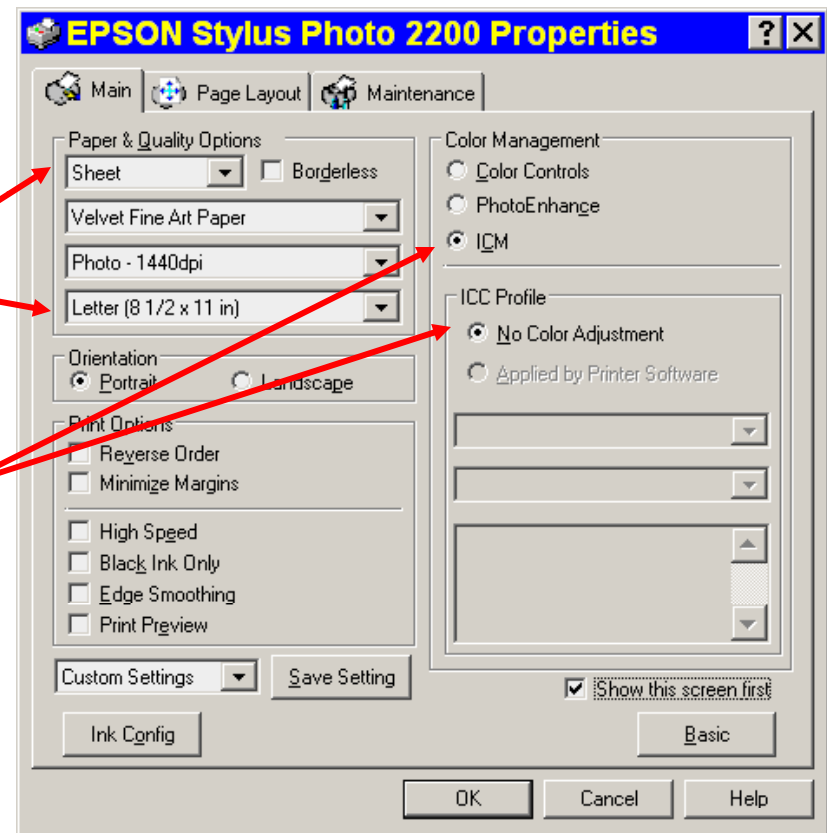 EPSON Stylus Photo 2200 Properties
Main
Page Layout
Maintenance
Paper & Quality Options
Sheet
Borderless
Velvet Fine Art Paper
Photo - 1440dpi
Letter (8 1/2 x 11 in)
Orientation
Portrait
Landscape
Print Options
Reverse Order
Minimize Margins
High Speed
Black Ink Only
Edge Smoothing
Print Preview
Custom Settings
Save Setting
Ink Config
Color Management
Color Controls
PhotoEnhance
ICM
ICC Profile
No Color Adjustment
Applied by Printer Software
Show this screen first
Basic
OK
Cancel
Help